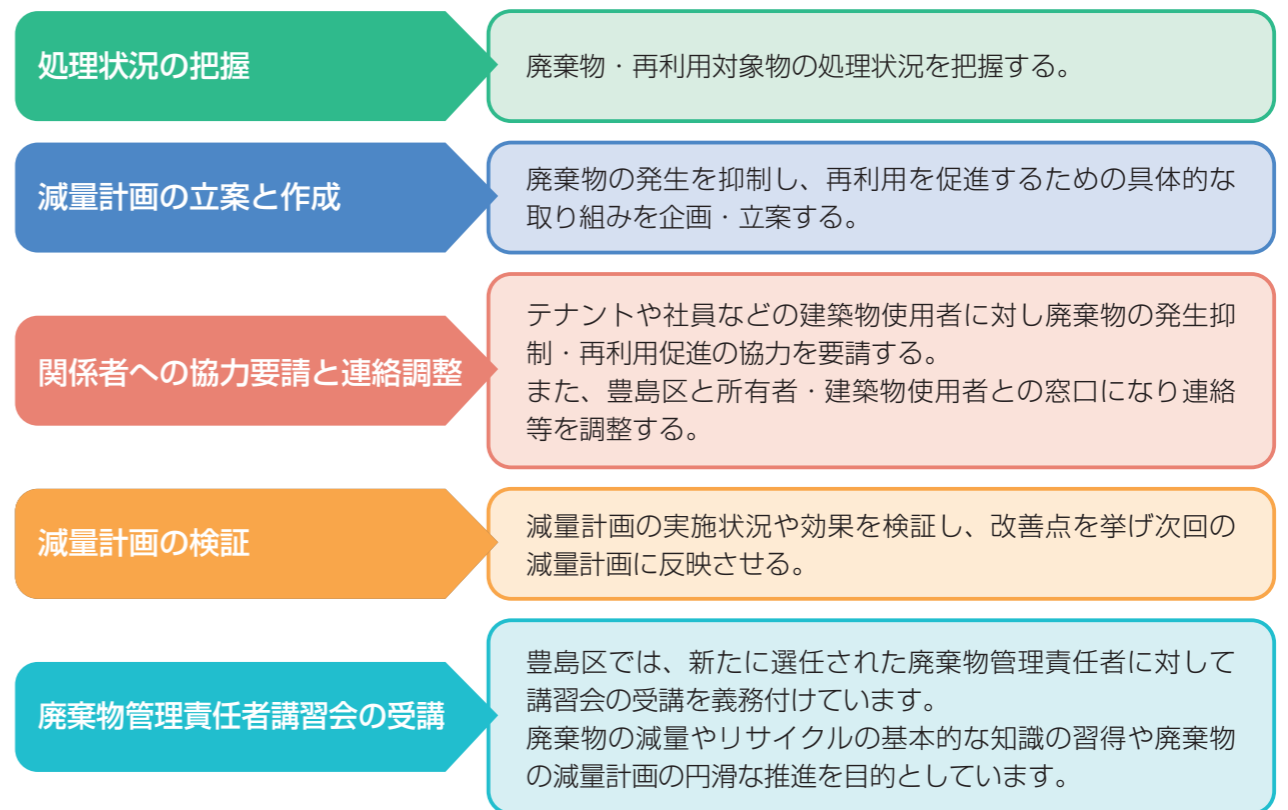 処理状況の把握
廃棄物・再利用対象物の処理状況を把握する。
減量計画の立案と作成
廃棄物の発生を抑制し、再利用を促進するための具体的な
取り組みを企画・立案する。
関係者への協力要請と連絡調整
テナントや社員などの建築物使用者に対し廃棄物の発生抑
制・再利用促進の協力を要請する。
また、豊島区と所有者・建築物使用者との窓口になり連絡
等を調整する。
減量計画の検証
減量計画の実施状況や効果を検証し、改善点を挙げ次回の
減量計画に反映させる。
廃棄物管理責任者講習会の受講
豊島区では、新たに選任された廃棄物管理責任者に対して
講習会の受講を義務付けています。
廃棄物の減量やリサイクルの基本的な知識の習得や廃棄物
の減量計画の円滑な推進を目的としています。